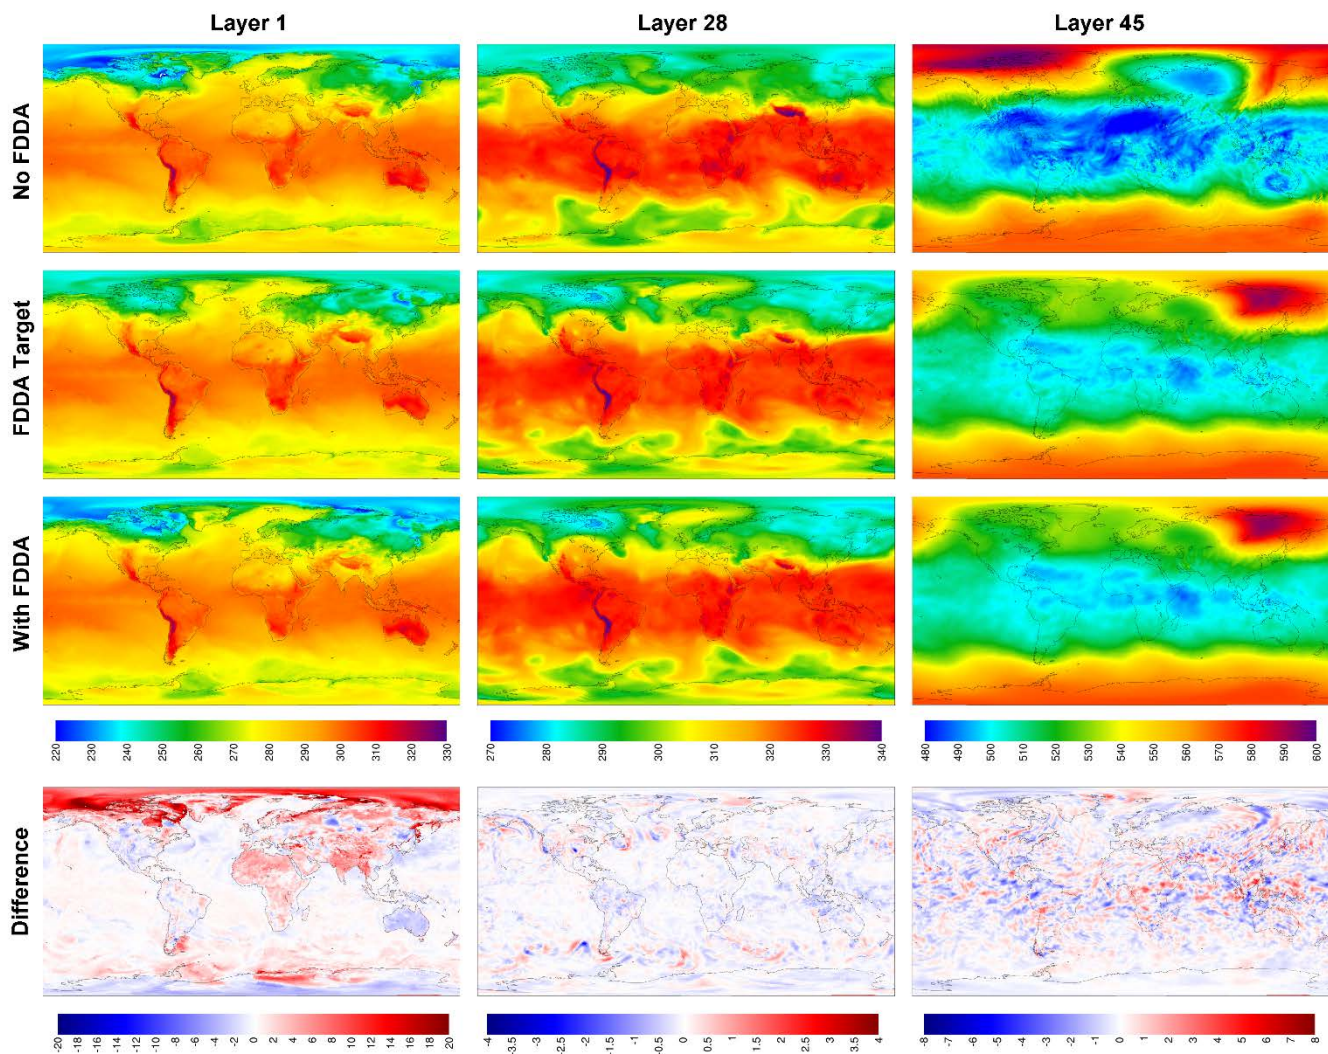 Layer 1 Layer 28 Layer 45
No FDDA
FDDA Target
With FDDA
220 230 240 250 260 270 280 290 300 310 320 330
270 280 290 300 310 320 330 340
480 490 500 510 520 530 540 550 560 570 580 590 600
Difference
-20 -18 -16 -14 -12 -10 -8 -6 -4 -2 0 2 4 6 8 10 12 14 16 18 20
-4 -3.5 -3 -2.5 -2 -1.5 -1 -0.5 0 0.5 1 1.5 2 2.5 3 3.5 4
-8 -7 -6 -5 -4 -3 -2 -1 0 1 2 3 4 5 6 7 8